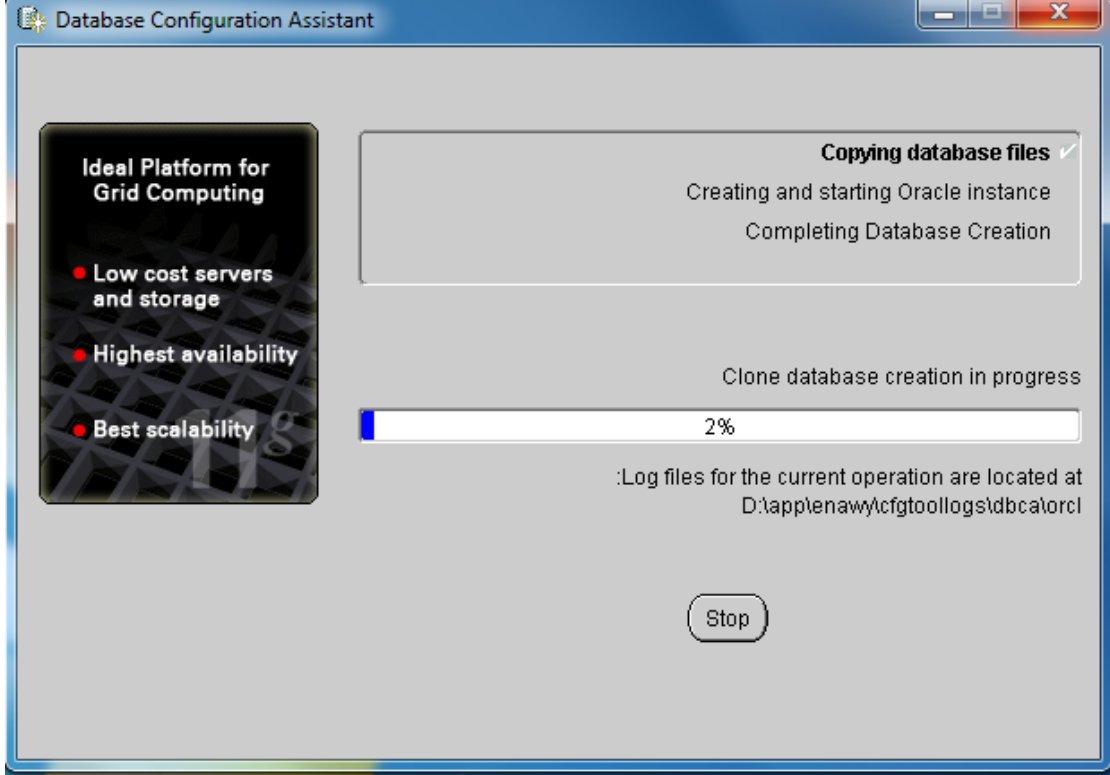 Database Configuration Assistant
Ideal Platform for
Grid Computing
Low cost servers
and storage
Highest availability
Best scalability
11g
Copying database files
Creating and starting Oracle instance
Completing Database Creation
Clone database creation in progress
2%
:Log files for the current operation are located at
D:\app\enawy\cfgtoollogs\dbca\orcl
Stop